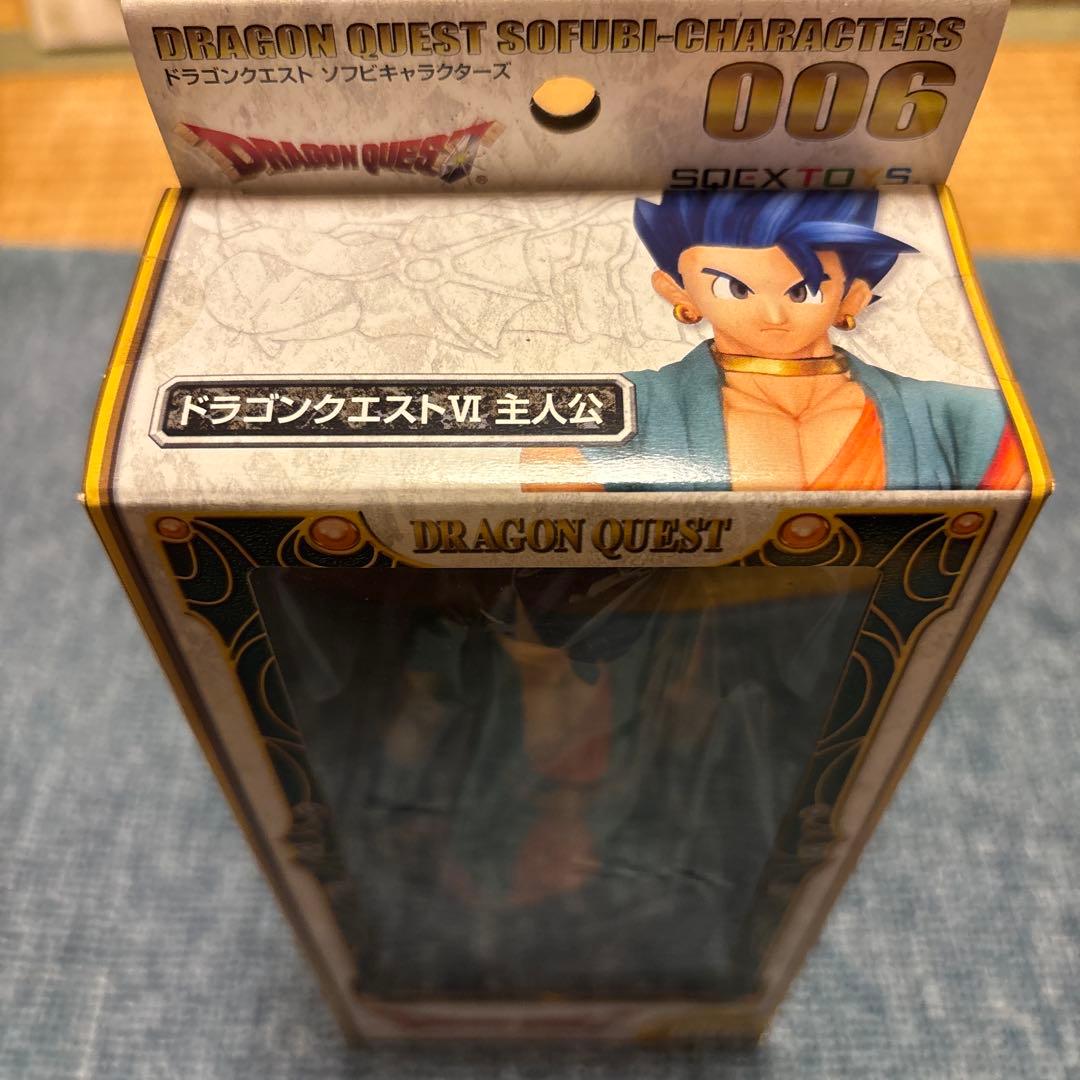 DRAGON QUEST SOFUBI-CHARACTERS
ドラゴンクエスト ソフビキャラクターズ
006
DRAGON QUEST®
SQEX TOYS
ドラゴンクエストVI 主人公
DRAGON QUEST